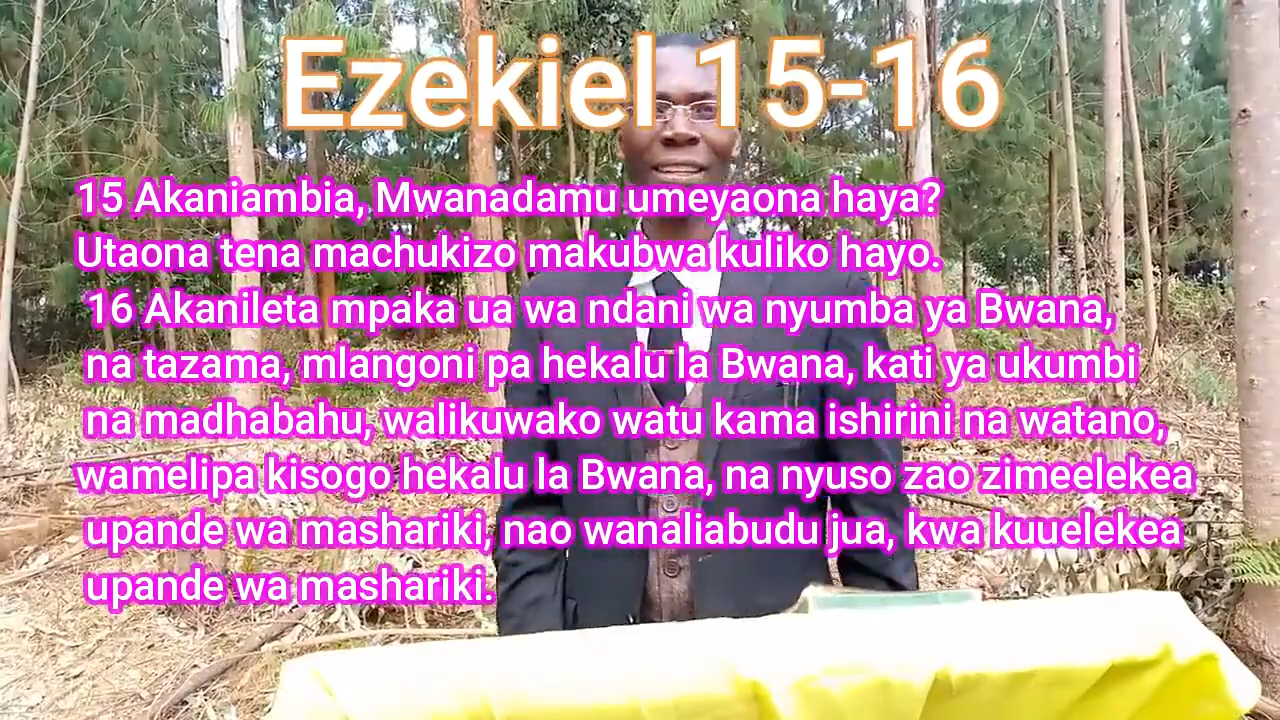 Ezekiel 15-16
15 Akaniambia, Mwanadamu umeyaona haya?
Utaona tena machukizo makubwa kuliko hayo.
16 Akanileta mpaka ua wa ndani wa nyumba ya Bwana,
na tazama, mlangoni pa hekalu la Bwana, kati ya ukumbi
na madhabahu, walikuwako watu kama ishirini na watano,
wamelipa kisogo hekalu la Bwana, na nyuso zao zimeelekea
upande wa mashariki, nao wanaliabudu jua, kwa kuuelekea
upande wa mashariki.